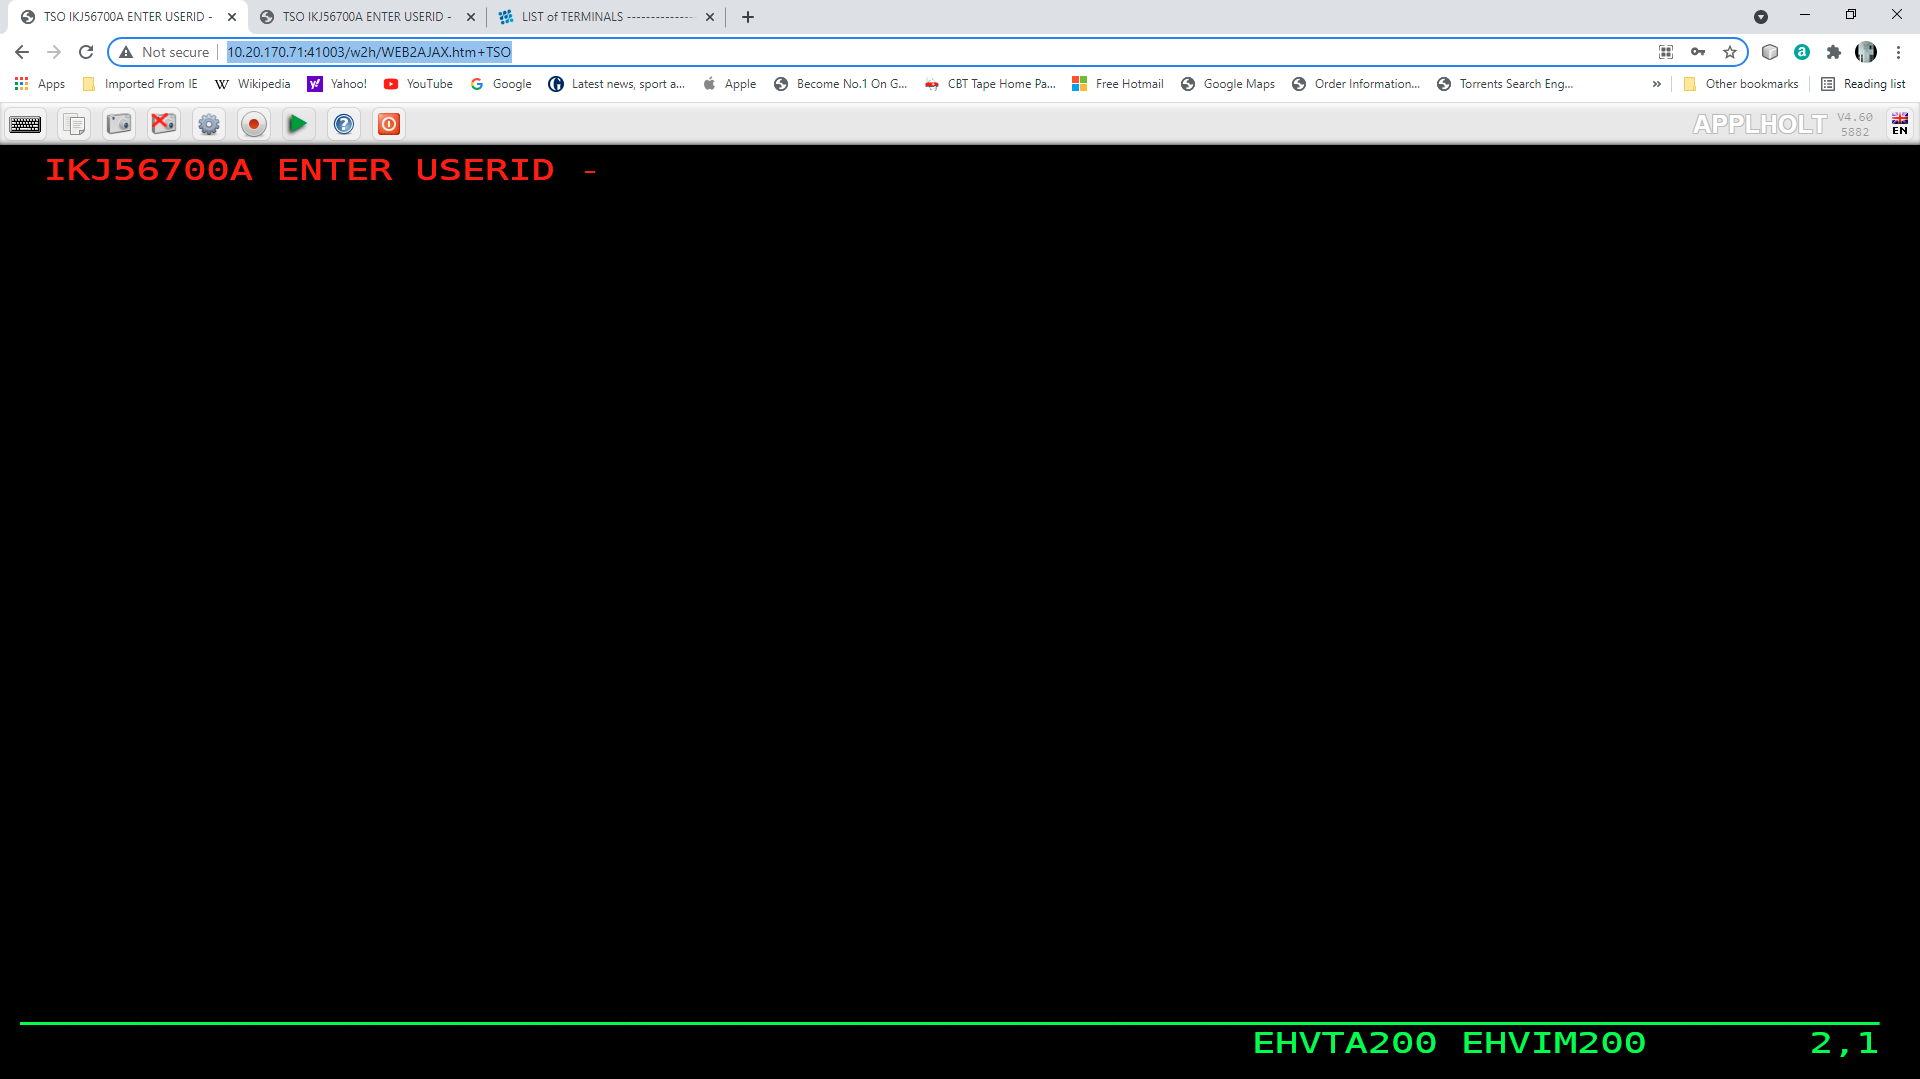 TSO IKJ56700A ENTER USERID -
TSO IKJ56700A ENTER USERID -
LIST of TERMINALS --------------
Not secure
10.20.170.71:41003/w2h/WEB2AJAX.htm+TSO
Apps
Imported From IE
Wikipedia
Yahoo!
YouTube
Google
Latest news, sport a...
Apple
Become No.1 On G...
CBT Tape Home Pa...
Free Hotmail
Google Maps
Order Information...
Torrents Search Eng...
»
Other bookmarks
Reading list
APPLHOLT
V4.60
5882
EN
IKJ56700A ENTER USERID -
EHVTA200 EHVIM200 2,1